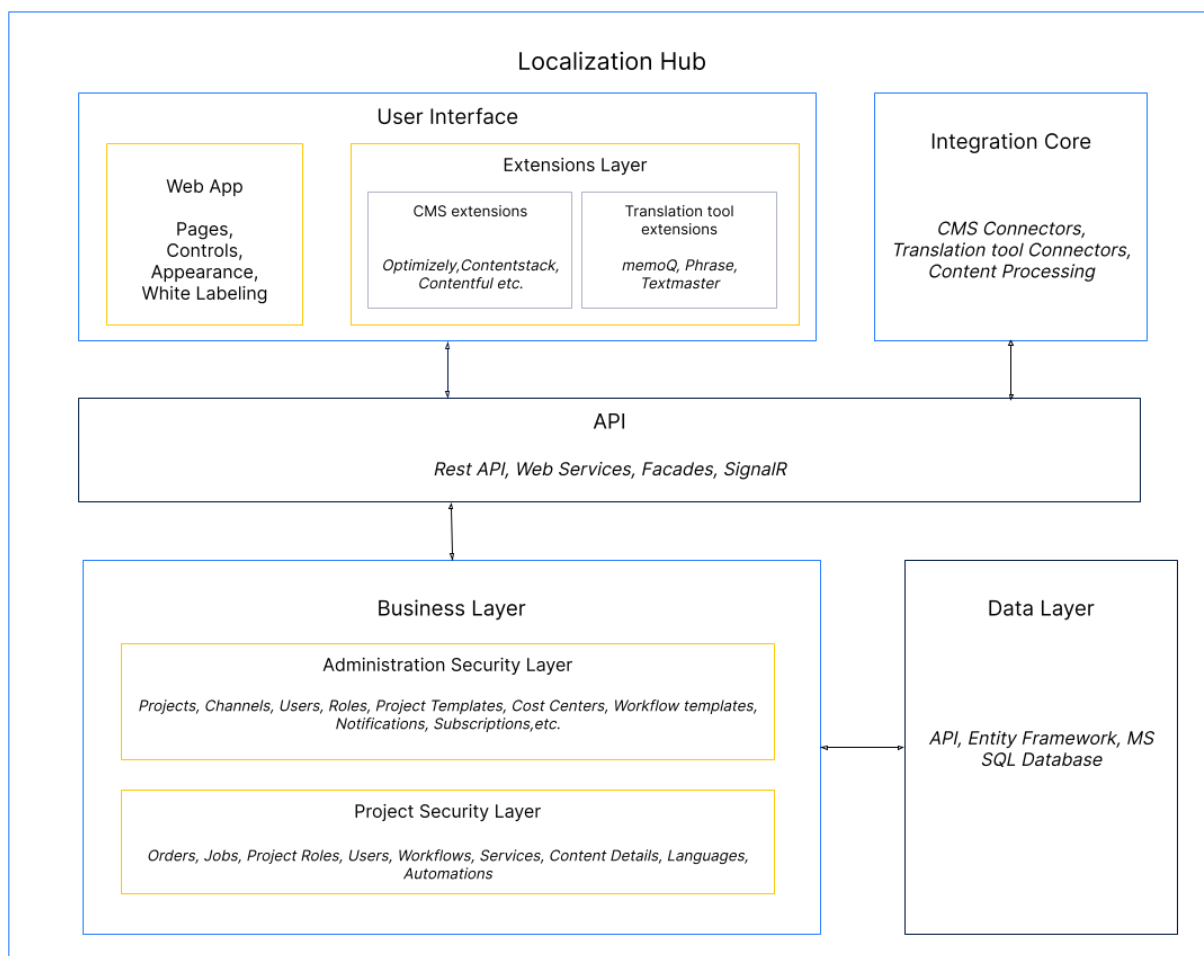 Localization Hub
User Interface
Web App
Pages,
Controls,
Appearance,
White Labeling
Extensions Layer
CMS extensions
Optimizely,Contentstack,
Contentful etc.
Translation tool
extensions
memoQ, Phrase,
Textmaster
Integration Core
CMS Connectors,
Translation tool Connectors,
Content Processing
API
Rest API, Web Services, Facades, SignalR
Business Layer
Administration Security Layer
Projects, Channels, Users, Roles, Project Templates, Cost Centers, Workflow templates,
Notifications, Subscriptions,etc.
Project Security Layer
Orders, Jobs, Project Roles, Users, Workflows, Services, Content Details, Languages,
Automations
Data Layer
API, Entity Framework, MS
SQL Database